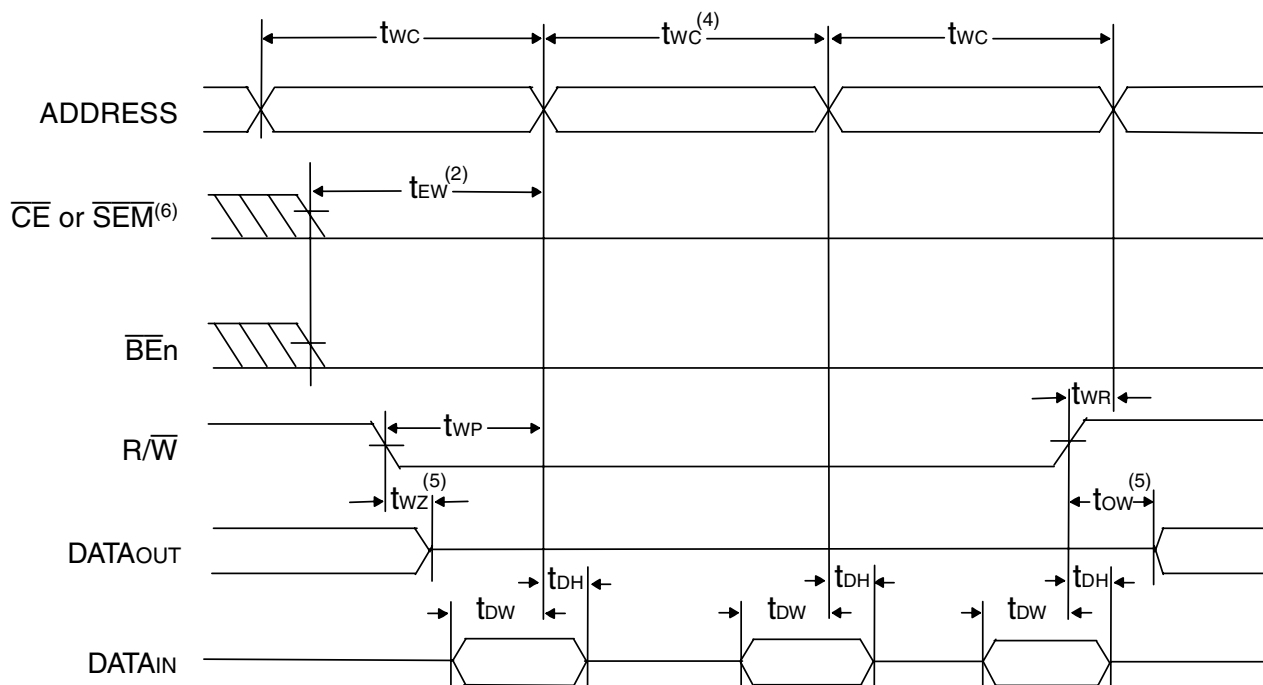 tWC tWC(4) tWC
ADDRESS
tEW(2)
CE or SEM(6)
BEn
tWR
tWP
R/W
tWZ(5) tOW(5)
DATAOUT
tDH tDH tDH
tDW tDW tDW
DATAIN